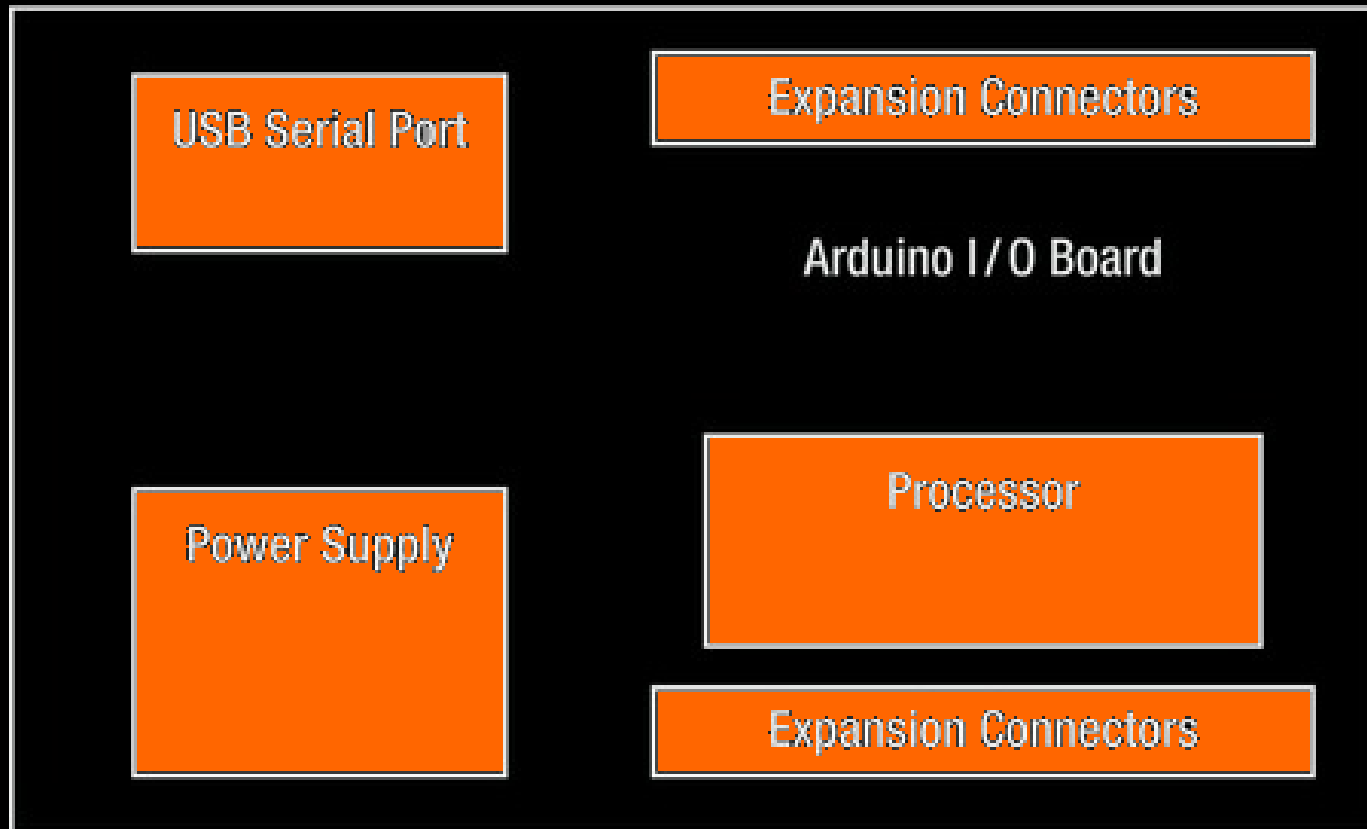 USB Serial Port
Expansion Connectors
Arduino I/O Board
Processor
Power Supply
Expansion Connectors